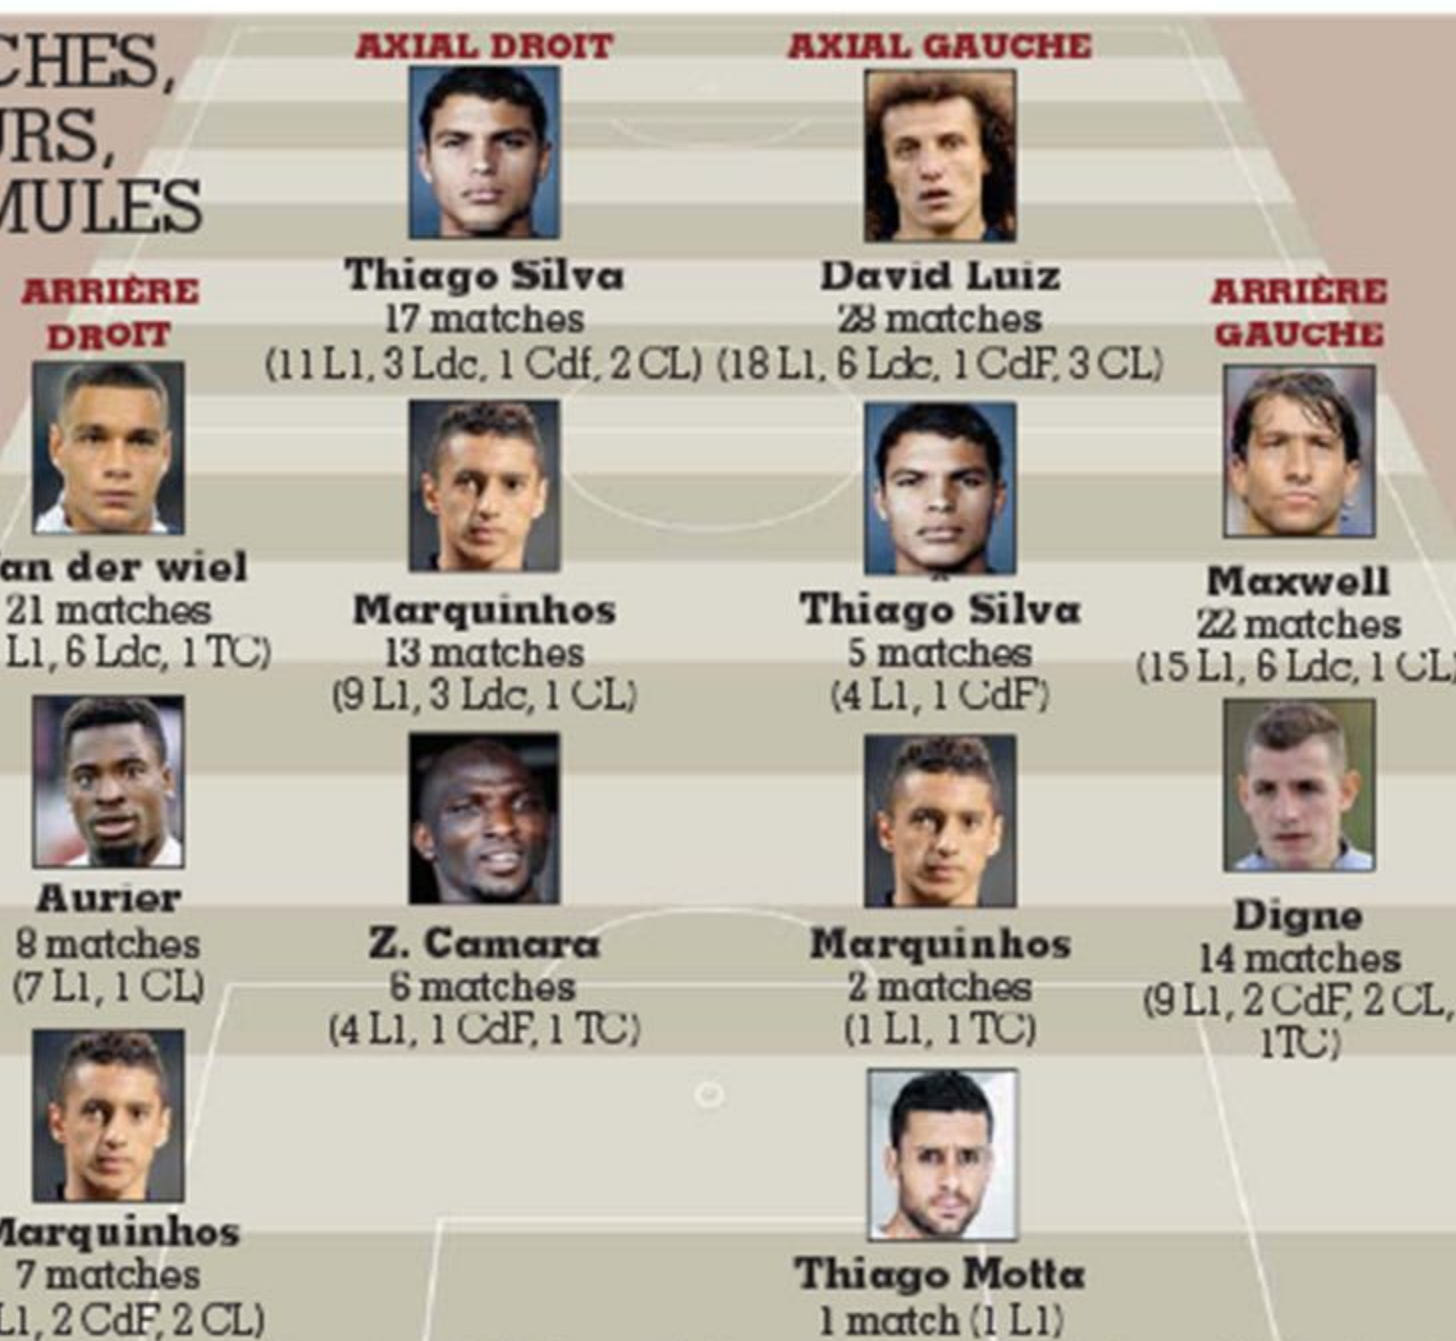 CHES,
URS,
MULES
AXIAL DROIT
Thiago Silva
17 matches
(11 L1, 3 Ldc, 1 Cdf, 2 CL)
AXIAL GAUCHE
David Luiz
28 matches
(18 L1, 6 Ldc, 1 CdF, 3 CL)
ARRIÈRE
DROIT
an der wiel
21 matches
L1, 6 Ldc, 1 TC)
Aurier
8 matches
(7 L1, 1 CL)
Marquinhos
7 matches
L1, 2 CdF, 2 CL)
Marquinhos
13 matches
(9 L1, 3 Ldc, 1 CL)
Z. Camara
6 matches
(4 L1, 1 CdF, 1 TC)
Thiago Silva
5 matches
(4 L1, 1 CdF)
Marquinhos
2 matches
(1 L1, 1 TC)
Thiago Motta
1 match (1 L1)
ARRIÈRE
GAUCHE
Maxwell
22 matches
(15 L1, 6 Ldc, 1 CL)
Digne
14 matches
(9 L1, 2 CdF, 2 CL,
1TC)